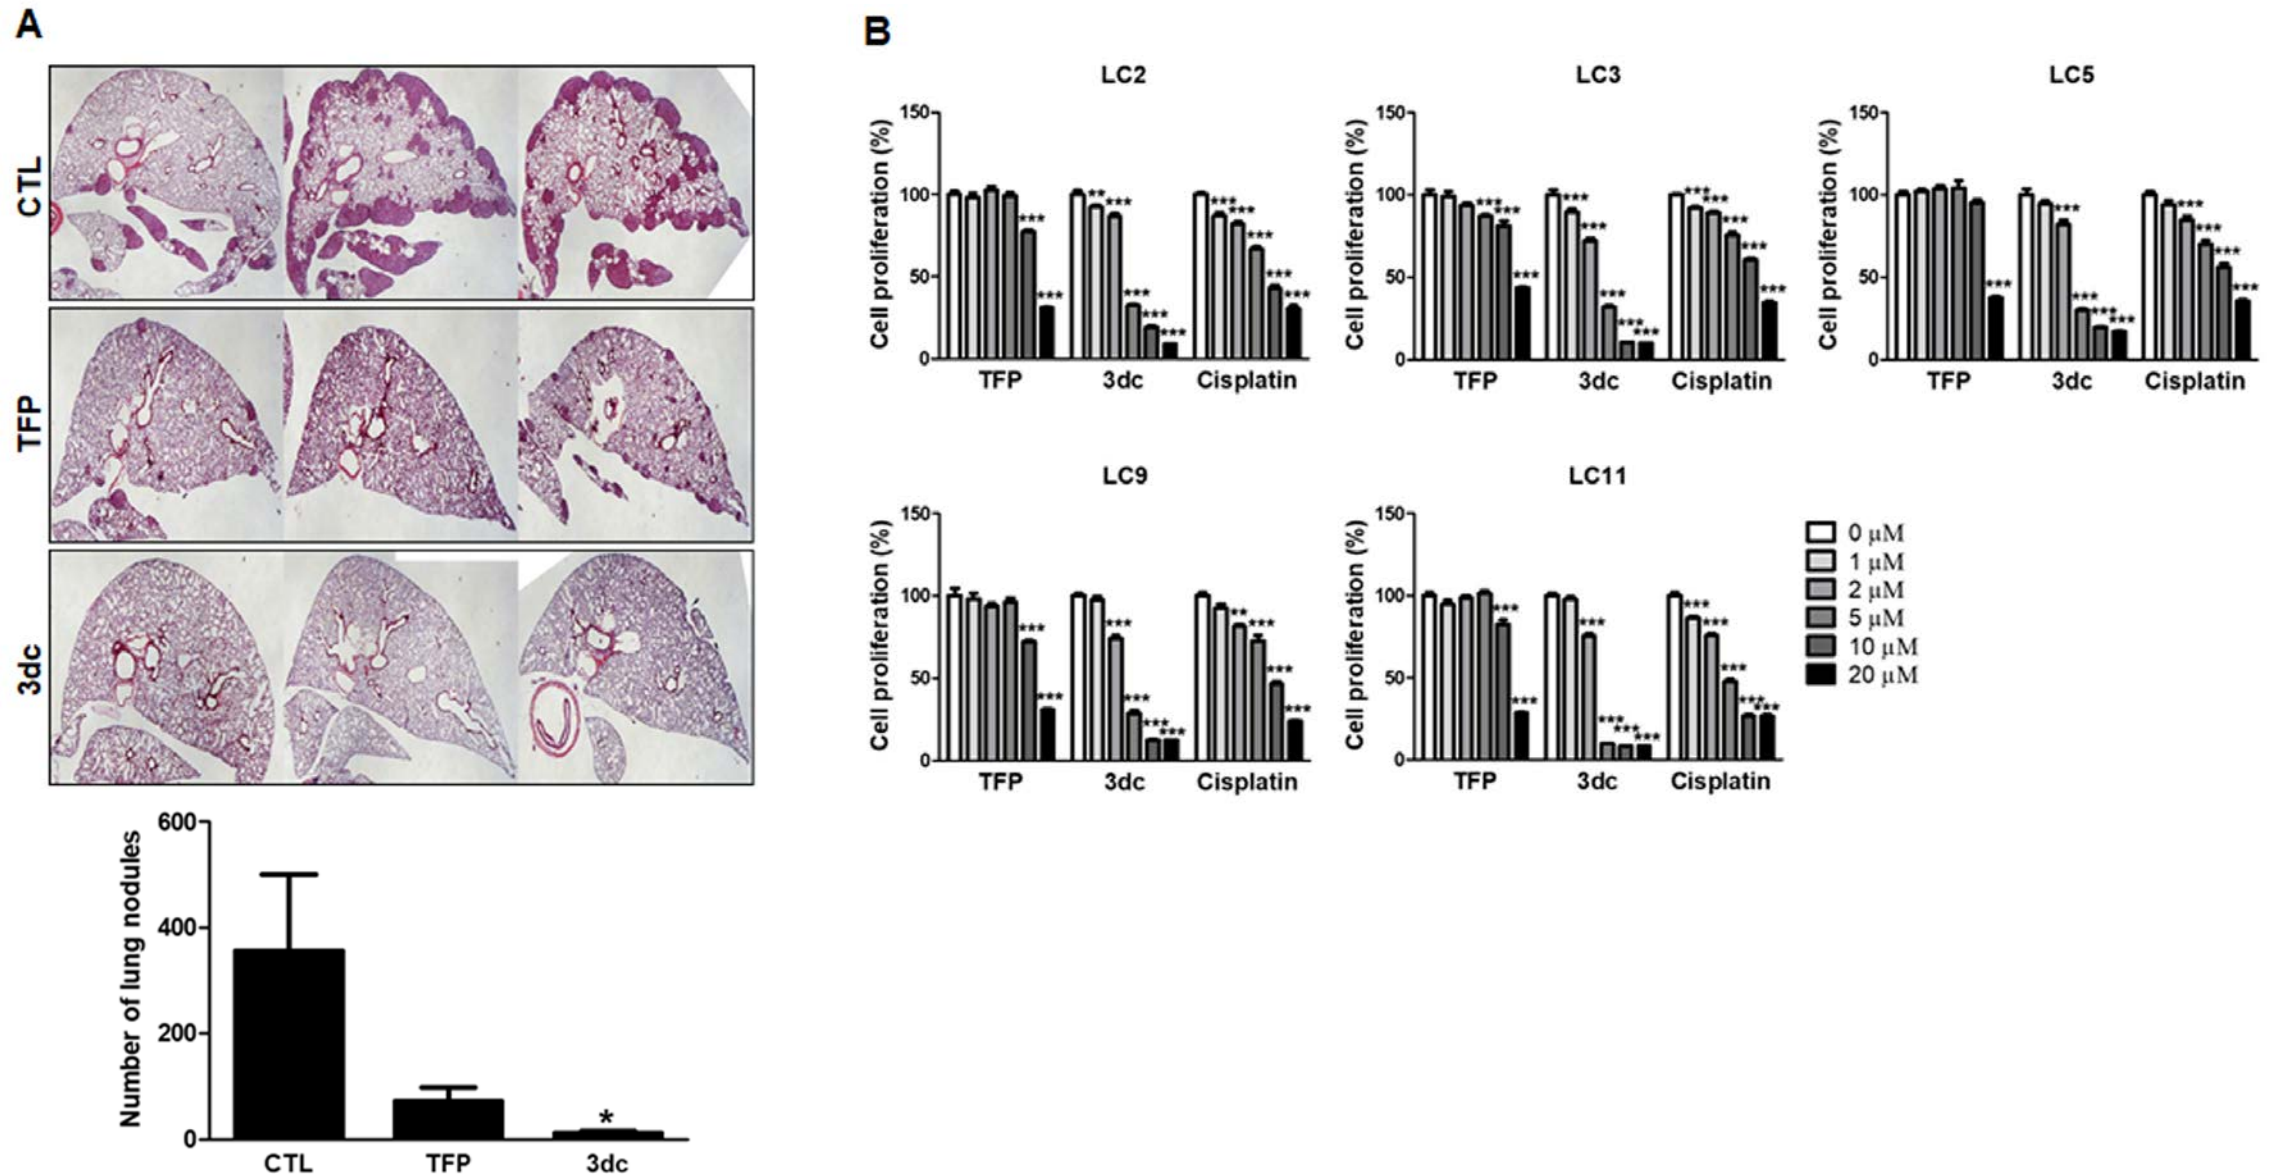 A
CTL
TFP
3dc
600
400
200
0
Number of lung nodules
*
CTL TFP 3dc
B
LC2
150
100
50
0
Cell proliferation (%)
*** *** ** *** *** *** *** *** *** *** *** ***
TFP 3dc Cisplatin
LC3
150
100
50
0
Cell proliferation (%)
*** *** *** *** *** *** *** *** *** *** *** *** ***
TFP 3dc Cisplatin
LC5
150
100
50
0
Cell proliferation (%)
*** *** *** *** *** *** *** *** ***
TFP 3dc Cisplatin
LC9
150
100
50
0
Cell proliferation (%)
*** *** *** *** *** *** ** *** *** ***
TFP 3dc Cisplatin
LC11
150
100
50
0
Cell proliferation (%)
*** *** *** *** *** *** *** *** *** *** ***
TFP 3dc Cisplatin
0 µM
1 µM
2 µM
5 µM
10 µM
20 µM